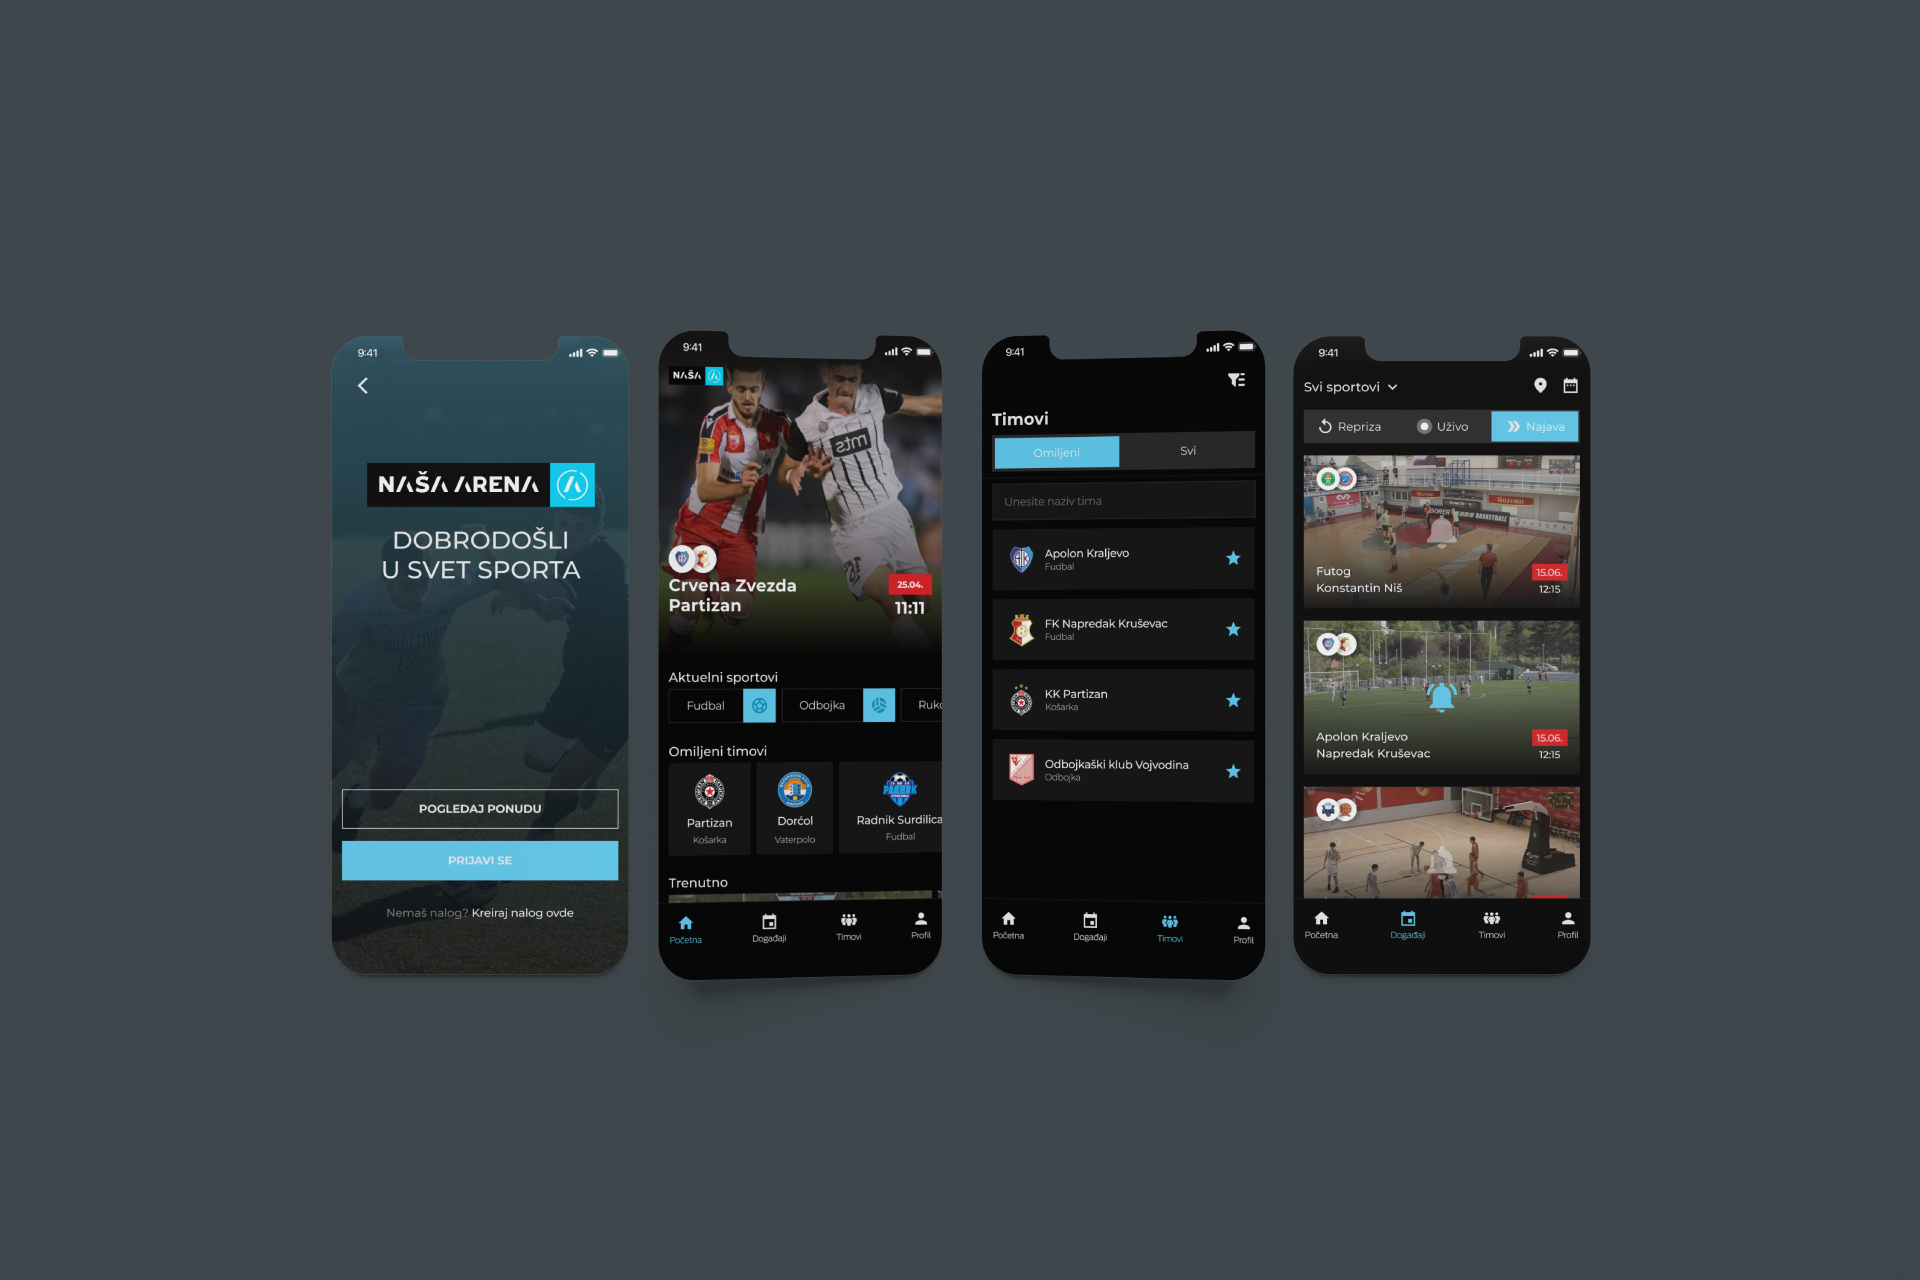 9:41
NAŠA ARENA
DOBRODOŠLI
U SVET SPORTA
POGLEDAJ PONUDU
PRIJAVI SE
Nemaš nalog? Kreiraj nalog ovde
9:41
NAŠA
mts
Crvena Zvezda
Partizan
25.04.
11:11
Aktuelni sportovi
Fudbal
Odbojka
Ruko
Omiljeni timovi
Partizan
Košarka
Dorćol
Vaterpolo
Radnik Surdilica
Fudbal
Trenutno
Početna
Događaji
Timovi
Profil
9:41
Timovi
Omiljeni
Svi
Unesite naziv tima
Apolon Kraljevo
Fudbal
FK Napredak Kruševac
Fudbal
KK Partizan
Košarka
Odbojkaški klub Vojvodina
Odbojka
Početna
Događaji
Timovi
Profil
9:41
Svi sportovi
Repriza
Uživo
Najava
BASKETBALL
Futog
Konstantin Niš
15.06.
12:15
Apolon Kraljevo
Napredak Kruševac
15.06.
12:15
Početna
Događaji
Timovi
Profil